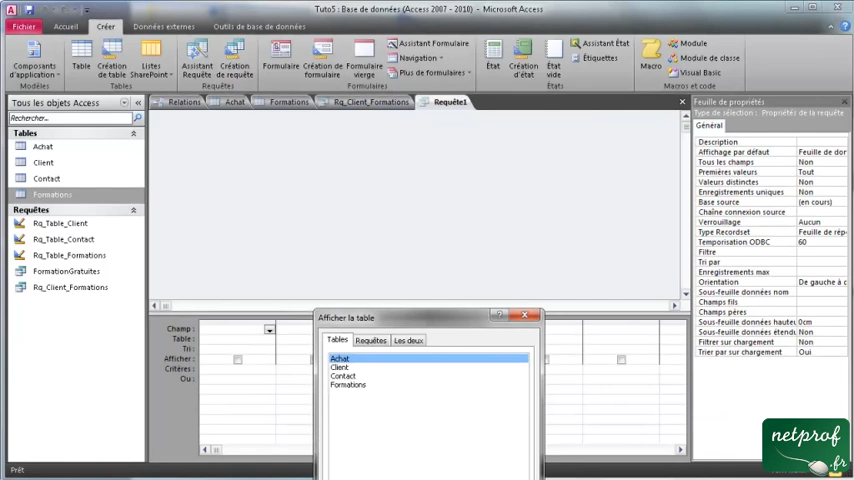 Tuto5 : Base de données (Access 2007 - 2010) - Microsoft Access
Fichier Accueil Créer Données externes Outils de base de données
Composants d'application
Modèles
Table
Création de table
Listes SharePoint
Tables
Assistant Requête
Création de requête
Requêtes
Formulaire
Création de formulaire
Formulaire vierge
Assistant Formulaire
Navigation
Plus de formulaires
Formulaires
État
Création d'état
État vide
Assistant État
Étiquettes
États
Macro
Module
Module de classe
Visual Basic
Macros et code
Tous les objets Access
Rechercher...
Tables
Achat
Client
Contact
Formations
Requêtes
Rq_Table_Client
Rq_Table_Contact
Rq_Table_Formations
FormationGratuites
Rq_Client_Formations
Relations Achat Formations Rq_Client_Formations Requête1
Champ :
Table :
Tri :
Afficher :
Critères :
Ou :
Afficher la table
Tables Requêtes Les deux
Achat
Client
Contact
Formations
Feuille de propriétés
Type de sélection : Propriétés de la requête
Général
Description
Affichage par défaut Feuille de don
Tous les champs Non
Premières valeurs Tout
Valeurs distinctes Non
Enregistrements uniques Non
Base source (en cours)
Chaîne connexion source
Verrouillage Aucun
Type Recordset Feuille de rép
Temporisation ODBC 60
Filtre
Tri par
Enregistrements max
Orientation De gauche à
Sous-feuille données nom
Champs fils
Champs pères
Sous-feuille données hauteu 0cm
Sous-feuille données étendu Non
Filtrer sur chargement Non
Trier par sur chargement Oui
netprof
.fr
Prêt